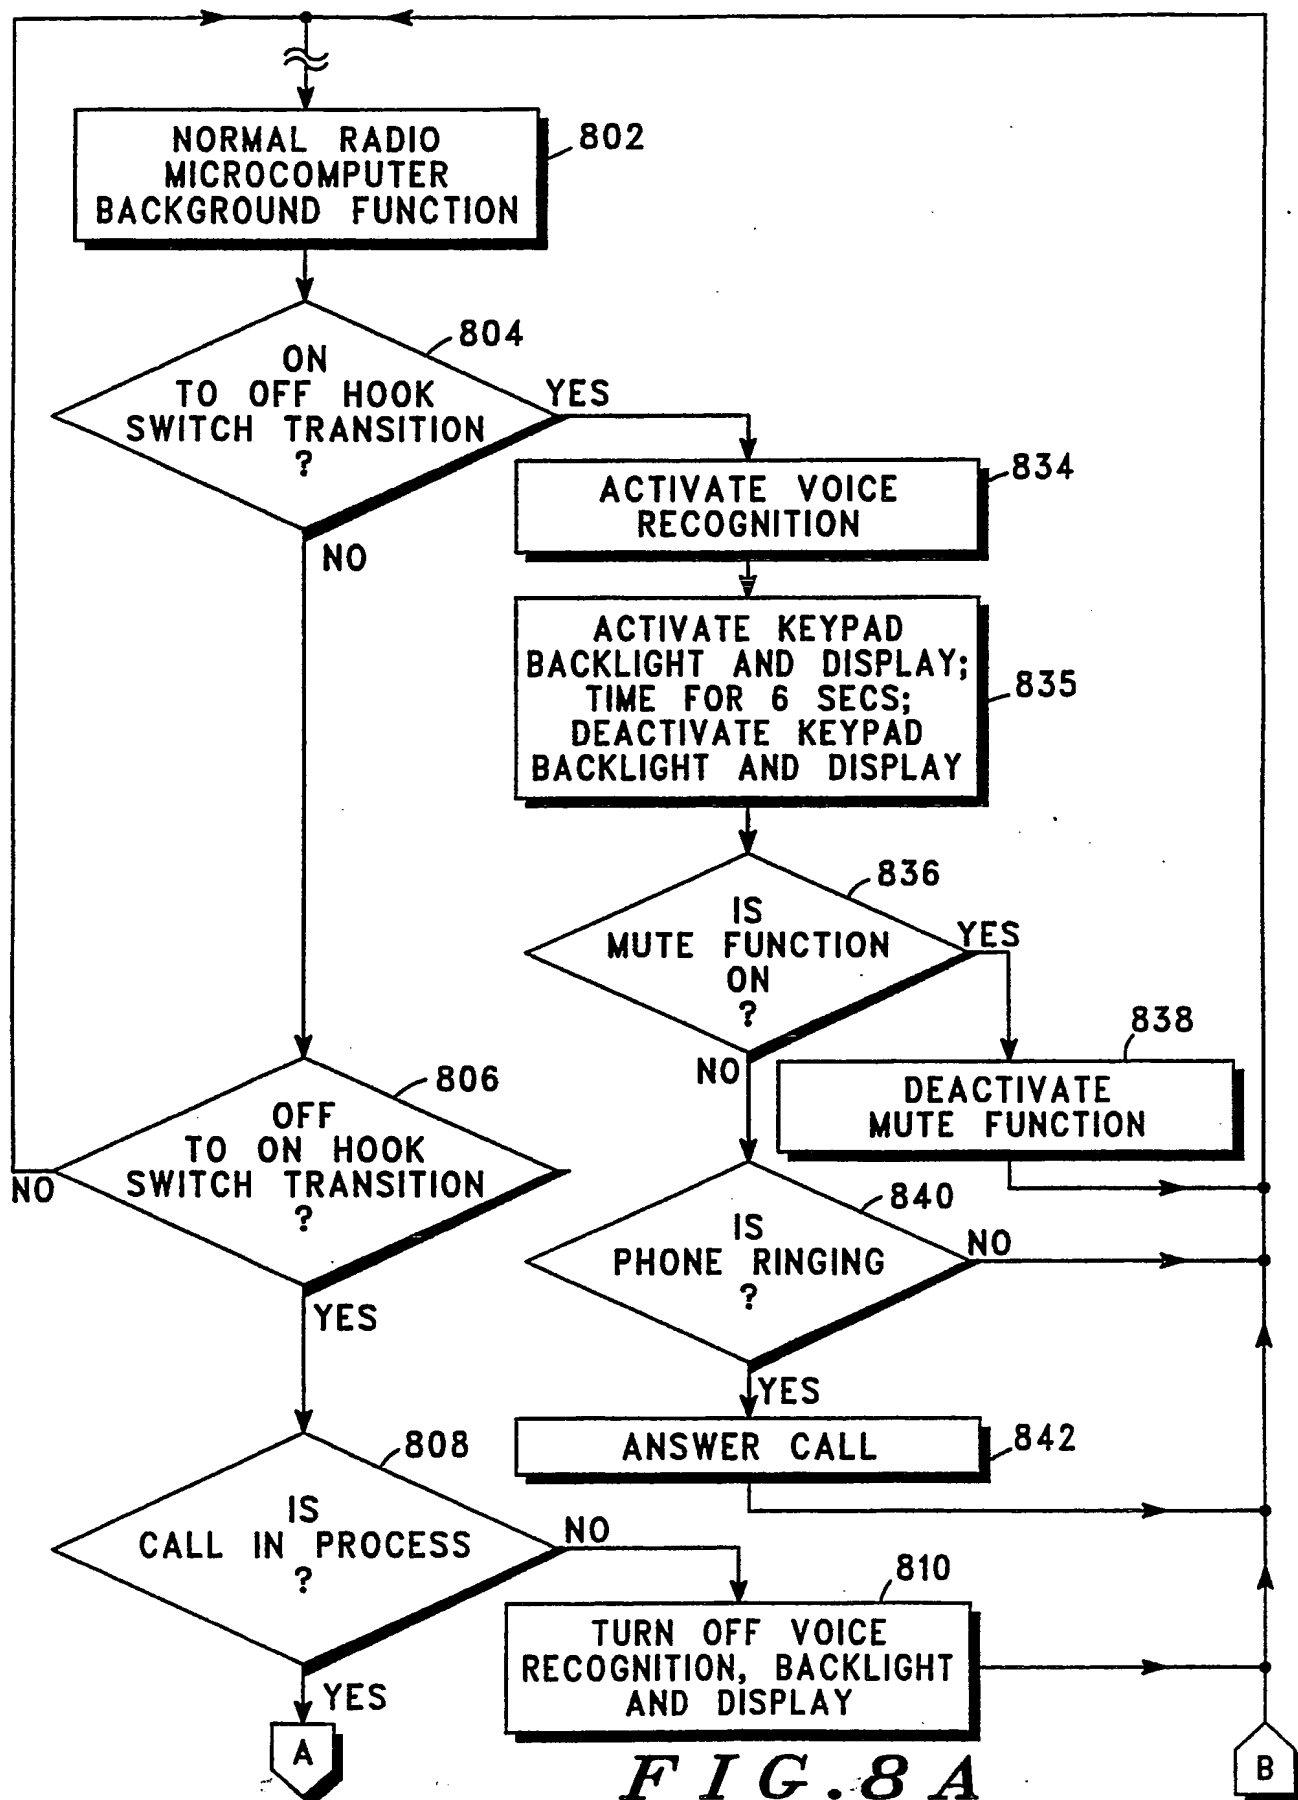 NORMAL RADIO
MICROCOMPUTER
BACKGROUND FUNCTION
802
ON
TO OFF HOOK
SWITCH TRANSITION
?
804
YES
NO
ACTIVATE VOICE
RECOGNITION
834
ACTIVATE KEYPAD
BACKLIGHT AND DISPLAY;
TIME FOR 6 SECS;
DEACTIVATE KEYPAD
BACKLIGHT AND DISPLAY
835
IS
MUTE FUNCTION
ON
?
836
YES
NO
DEACTIVATE
MUTE FUNCTION
838
OFF
TO ON HOOK
SWITCH TRANSITION
?
806
NO
YES
IS
PHONE RINGING
?
840
NO
YES
ANSWER CALL
842
IS
CALL IN PROCESS
?
808
NO
YES
TURN OFF VOICE
RECOGNITION, BACKLIGHT
AND DISPLAY
810
A
B
FIG.8A